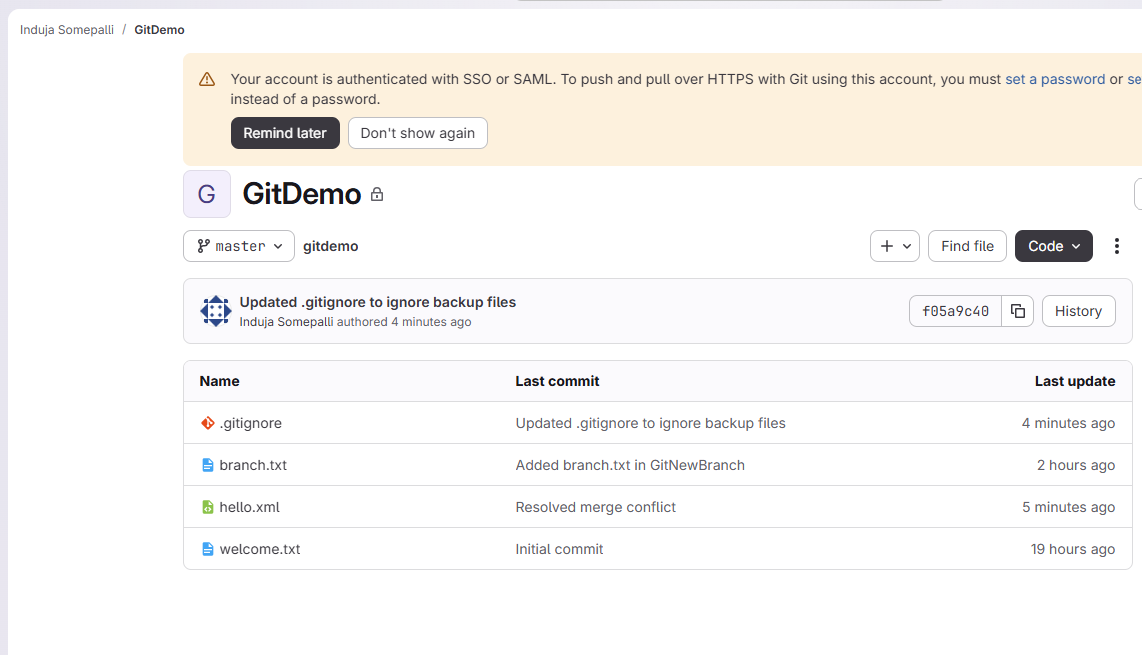 Induja Somepalli / GitDemo
Your account is authenticated with SSO or SAML. To push and pull over HTTPS with Git using this account, you must set a password or se
instead of a password.
Remind later Don't show again
G GitDemo
master gitdemo Find file Code
Updated .gitignore to ignore backup files
Induja Somepalli authored 4 minutes ago
f05a9c40 History
Name Last commit Last update
.gitignore Updated .gitignore to ignore backup files 4 minutes ago
branch.txt Added branch.txt in GitNewBranch 2 hours ago
hello.xml Resolved merge conflict 5 minutes ago
welcome.txt Initial commit 19 hours ago